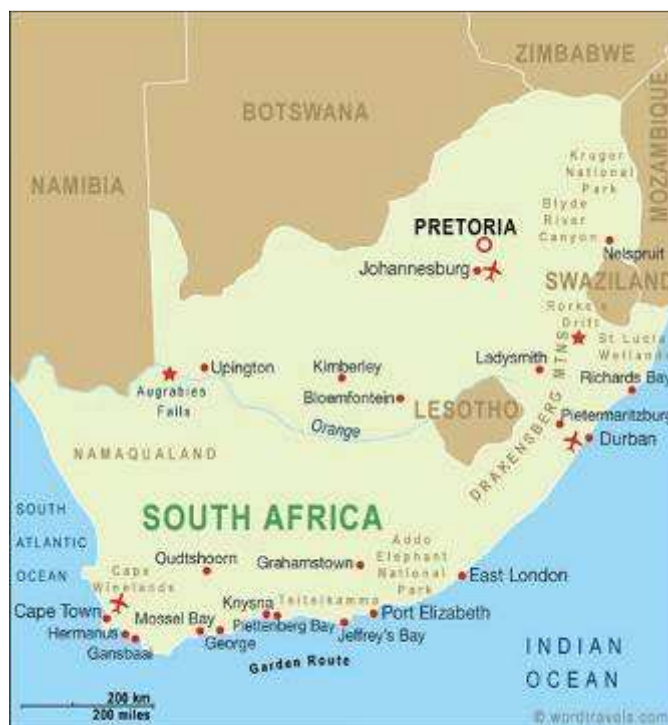 ZIMBABWE
BOTSWANA
MOZAMBIQUE
NAMIBIA
Kruger
National
Park
Blyde
River
Canyon
PRETORIA
Nelspruit
Johannesburg
SWAZILAND
Rorke's
Drift
St Lucia
Wetlands
Upington
Kimberley
Ladysmith
DRAKENSBERG MTNS
Richards Bay
Augrabies
Falls
Bloemfontein
LESOTHO
Pietermaritzburg
Orange
Durban
NAMAQUALAND
SOUTH AFRICA
SOUTH
ATLANTIC
OCEAN
Oudtshoorn
Grahamstown
Addo
Elephant
National
Park
Cape
Winelands
East London
Cape Town
Mossel Bay
Knysna
Tsitsikamma
Port Elizabeth
Hermanus
George
Plettenberg Bay
Jeffrey's Bay
Gansbaai
Garden Route
INDIAN
OCEAN
200 km
200 miles
© wordtravels.com